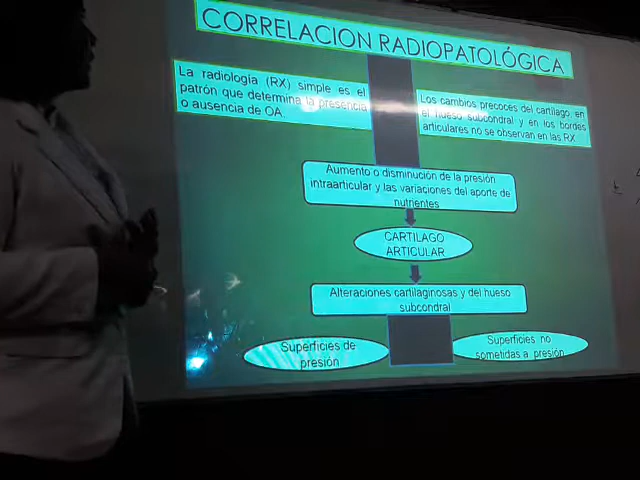 CORRELACION RADIOPATOLÓGICA
La radiología (RX) simple es el
patrón que determina la presencia
o ausencia de OA.
Los cambios precoces del cartílago, en
el hueso subcondral y en los bordes
articulares no se observan en las RX
Aumento o disminución de la presión
intraarticular y las variaciones del aporte de
nutrientes
CARTILAGO
ARTICULAR
Alteraciones cartilaginosas y del hueso
subcondral
Superficies de
presión
Superficies no
sometidas a presión